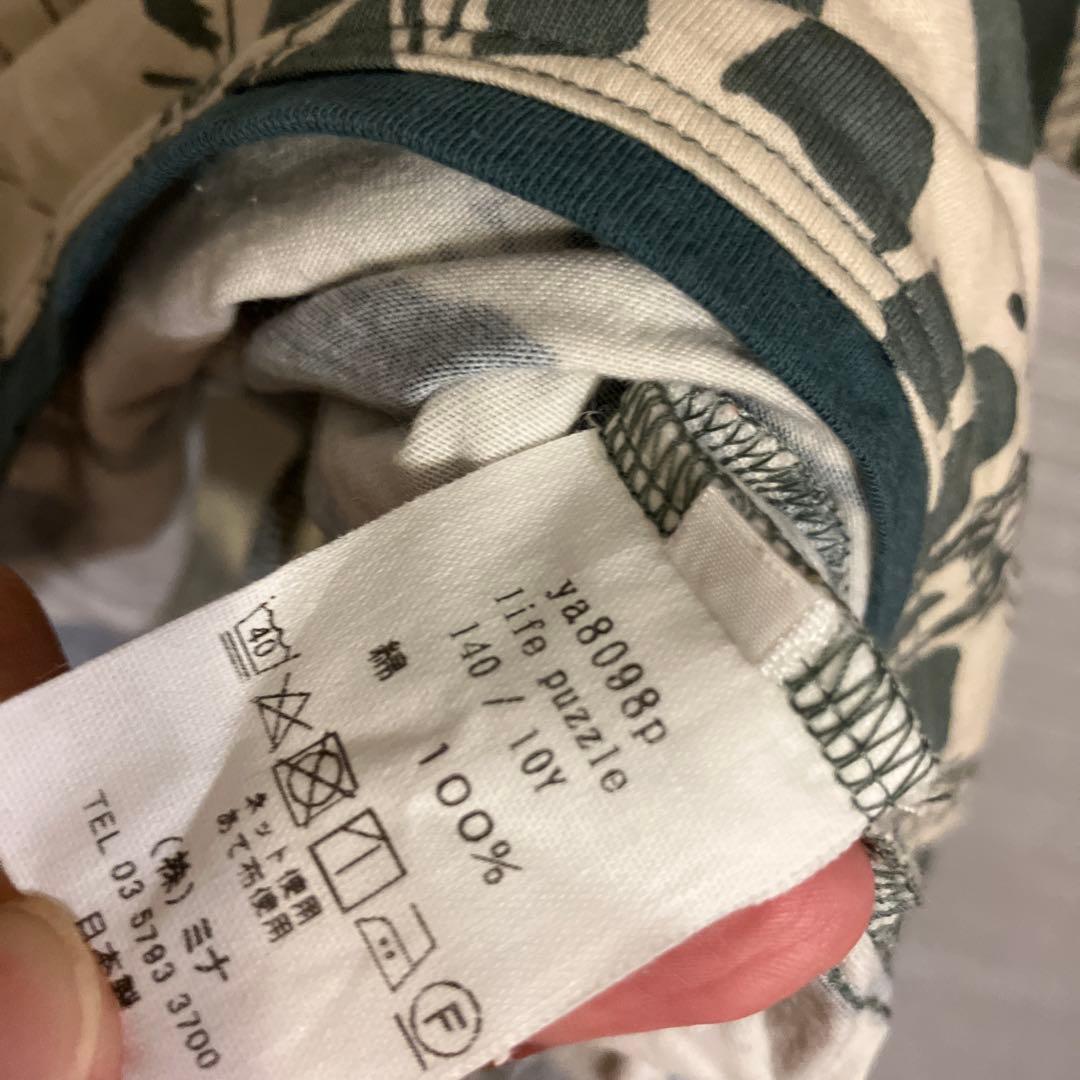 ya8098p
life puzzle
140 / 10Y
綿 100%
40
F
ネット使用
あて布使用
(株) ミナ
TEL 03 5793 3700
日本製